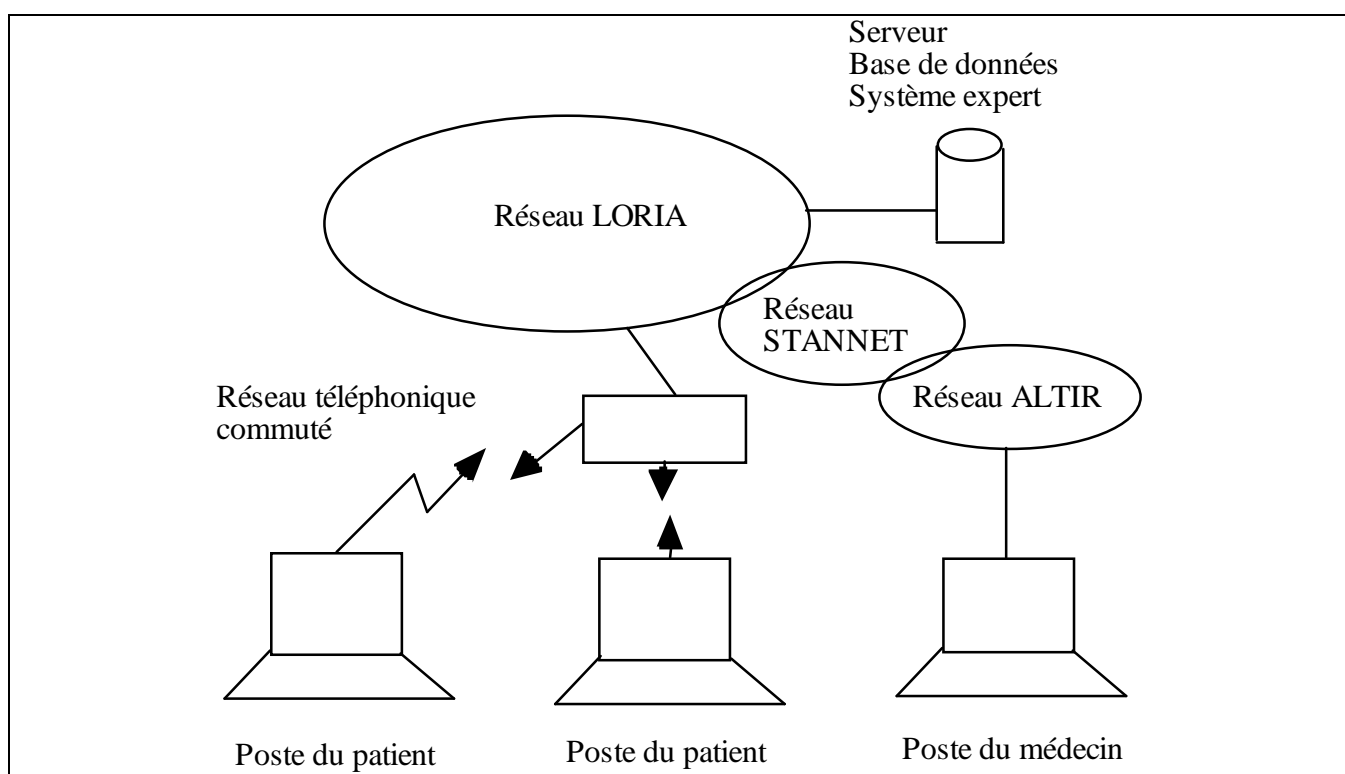 Serveur
Base de données
Système expert
Réseau LORIA
Réseau
STANNET
Réseau ALTIR
Réseau téléphonique
commuté
Poste du patient
Poste du patient
Poste du médecin